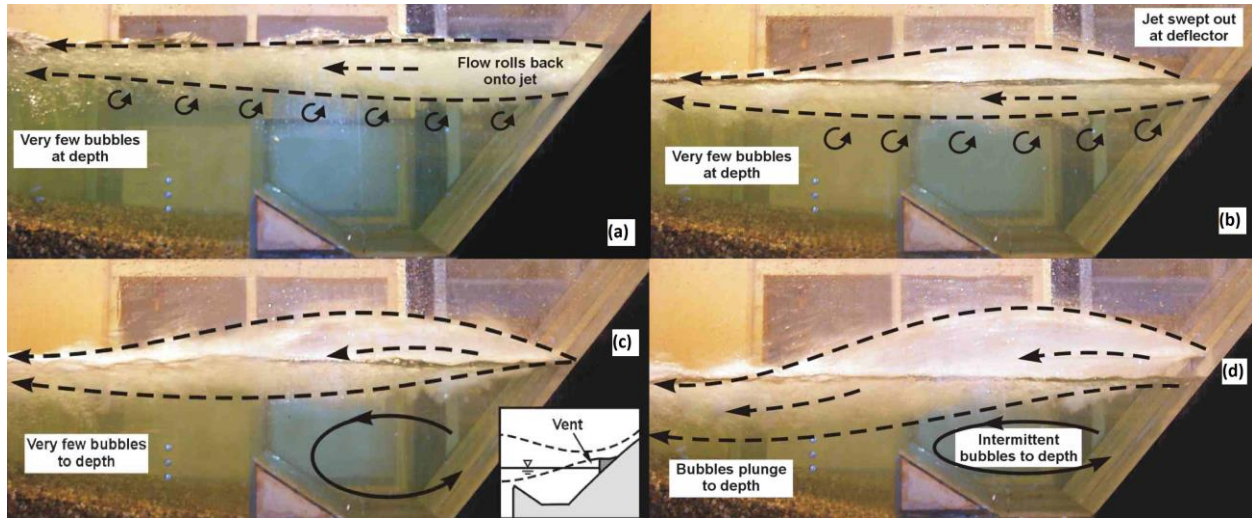 Flow rolls back
onto jet
Very few bubbles
at depth
(a)
Jet swept out
at deflector
Very few bubbles
at depth
(b)
(c)
Very few bubbles
to depth
Vent
(d)
Intermittent
bubbles to depth
Bubbles plunge
to depth